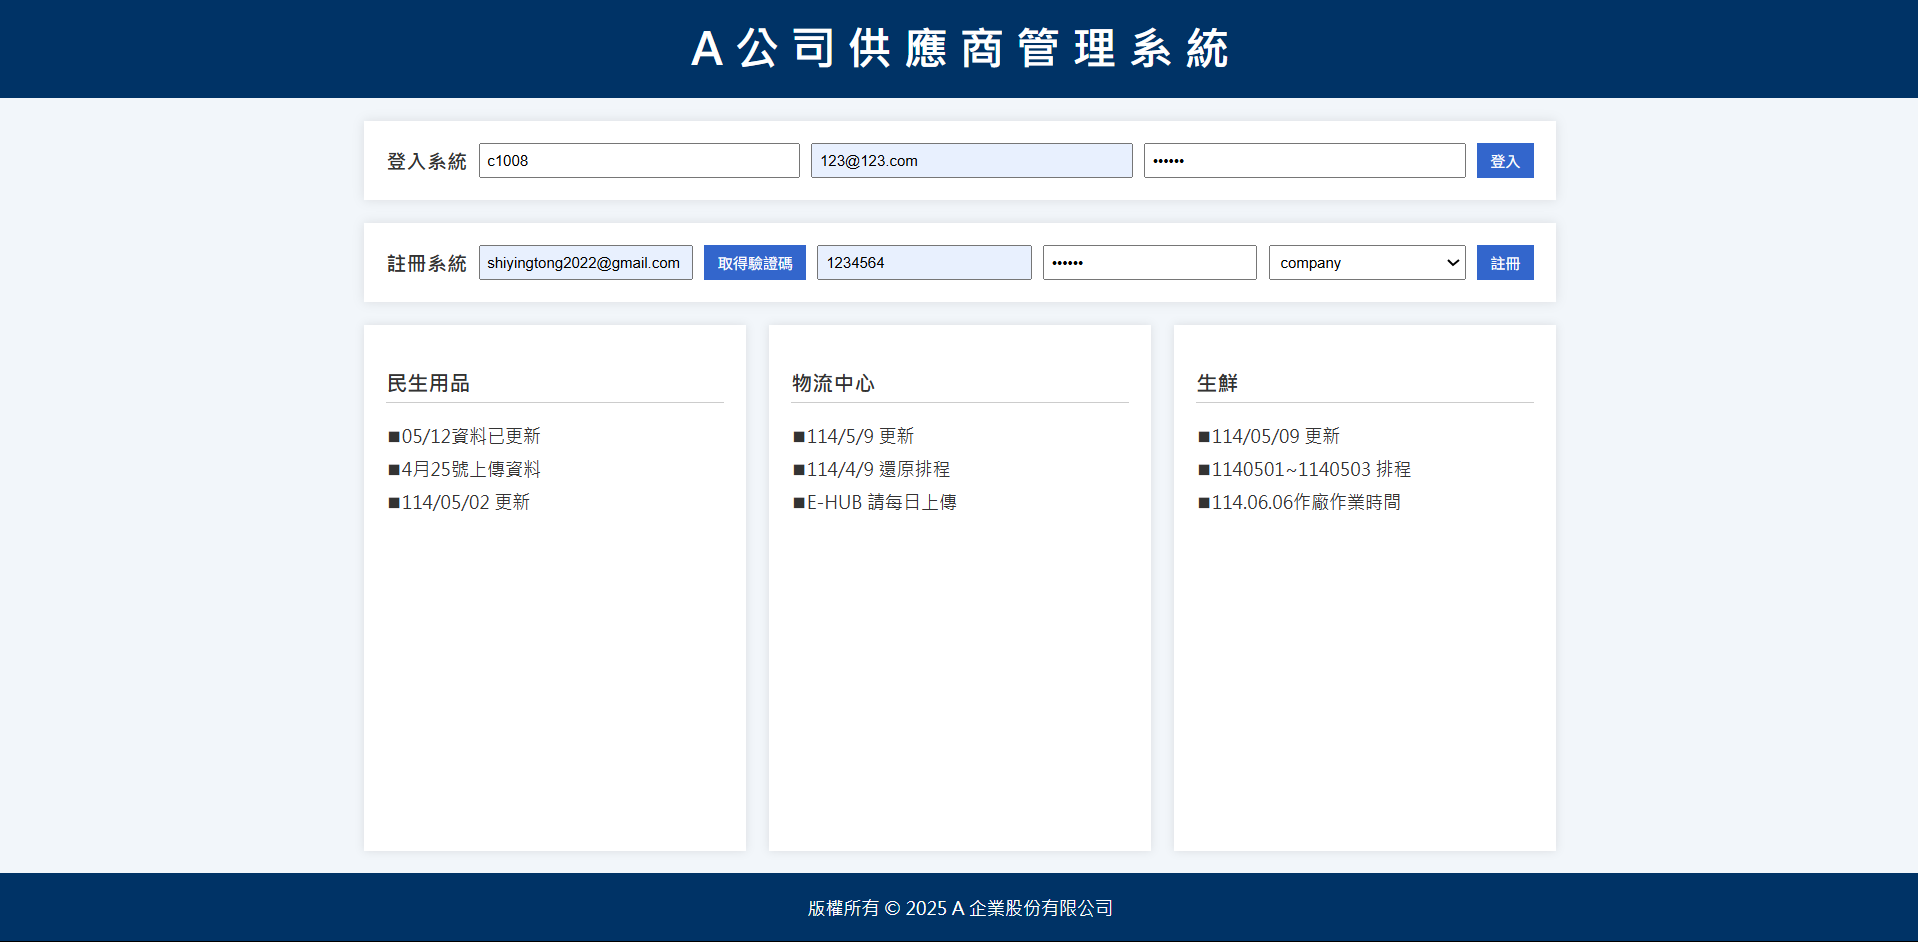 A公司供應商管理系統
登入系統 c1008 123@123.com •••••• 登入
註冊系統 shiyingtong2022@gmail.com 取得驗證碼 1234564 •••••• company 註冊
民生用品
■05/12資料已更新
■4月25號上傳資料
■114/05/02 更新
物流中心
■114/5/9 更新
■114/4/9 還原排程
■E-HUB 請每日上傳
生鮮
■114/05/09 更新
■1140501~1140503 排程
■114.06.06作廠作業時間
版權所有 © 2025 A 企業股份有限公司